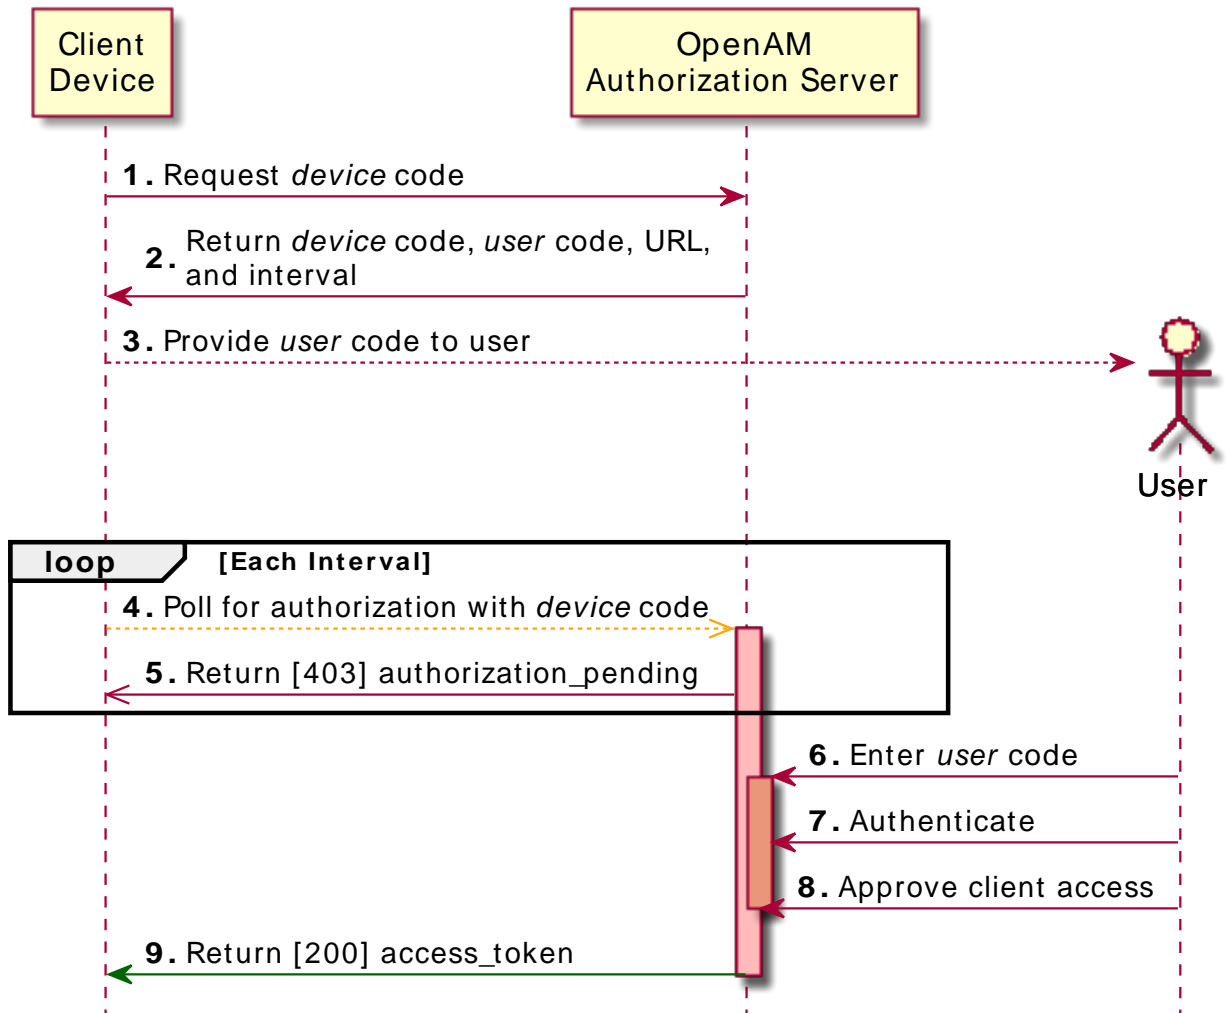 Client
Device
OpenAM
Authorization Server
1. Request device code
2. Return device code, user code, URL,
and interval
3. Provide user code to user
User
loop [Each Interval]
4. Poll for authorization with device code
5. Return [403] authorization_pending
6. Enter user code
7. Authenticate
8. Approve client access
9. Return [200] access_token